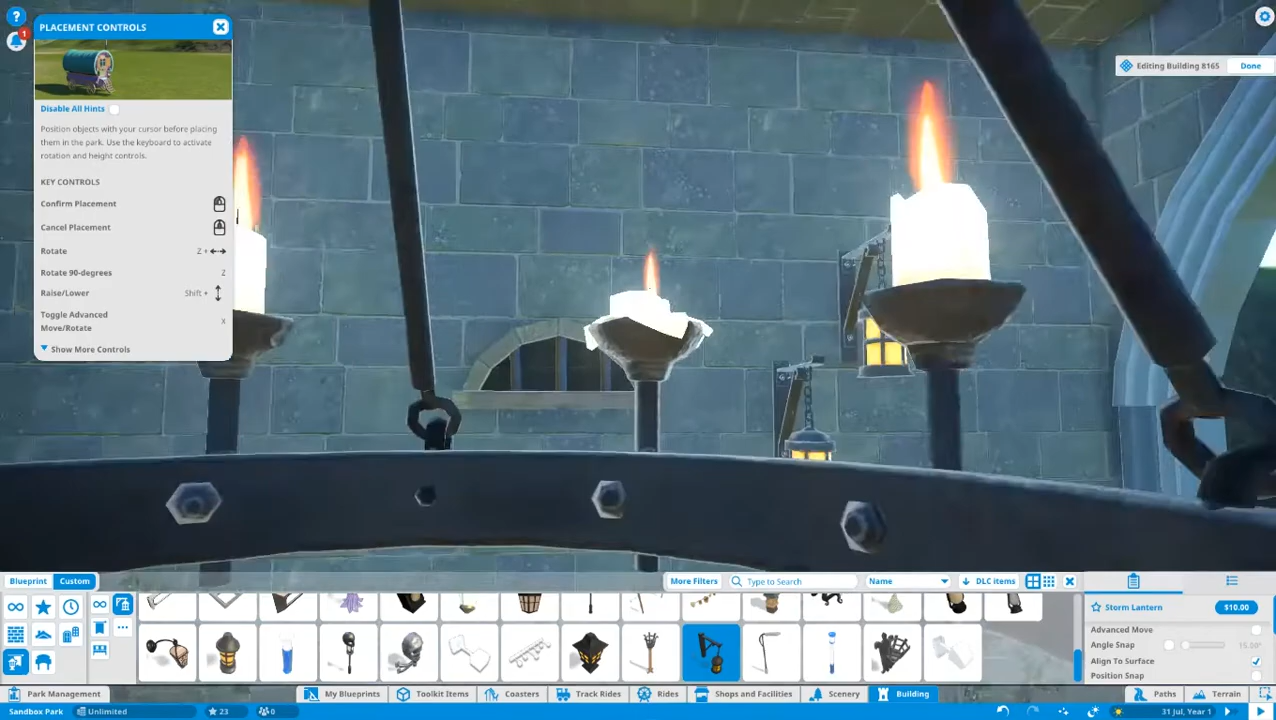 ?
PLACEMENT CONTROLS
1
Disable All Hints
Position objects with your cursor before placing
them in the park. Use the keyboard to activate
rotation and height controls.
KEY CONTROLS
Confirm Placement
Cancel Placement
Rotate Z +
Rotate 90-degrees Z
Raise/Lower Shift +
Toggle Advanced
Move/Rotate X
Show More Controls
Editing Building 8165 Done
Blueprint Custom
More Filters Type to Search Name DLC items
Storm Lantern $10.00
Advanced Move
Angle Snap 15.00°
Align To Surface
Position Snap
Park Management My Blueprints Toolkit Items Coasters Track Rides Rides Shops and Facilities Scenery Building Paths Terrain
Sandbox Park Unlimited 23 0 31 Jul, Year 1